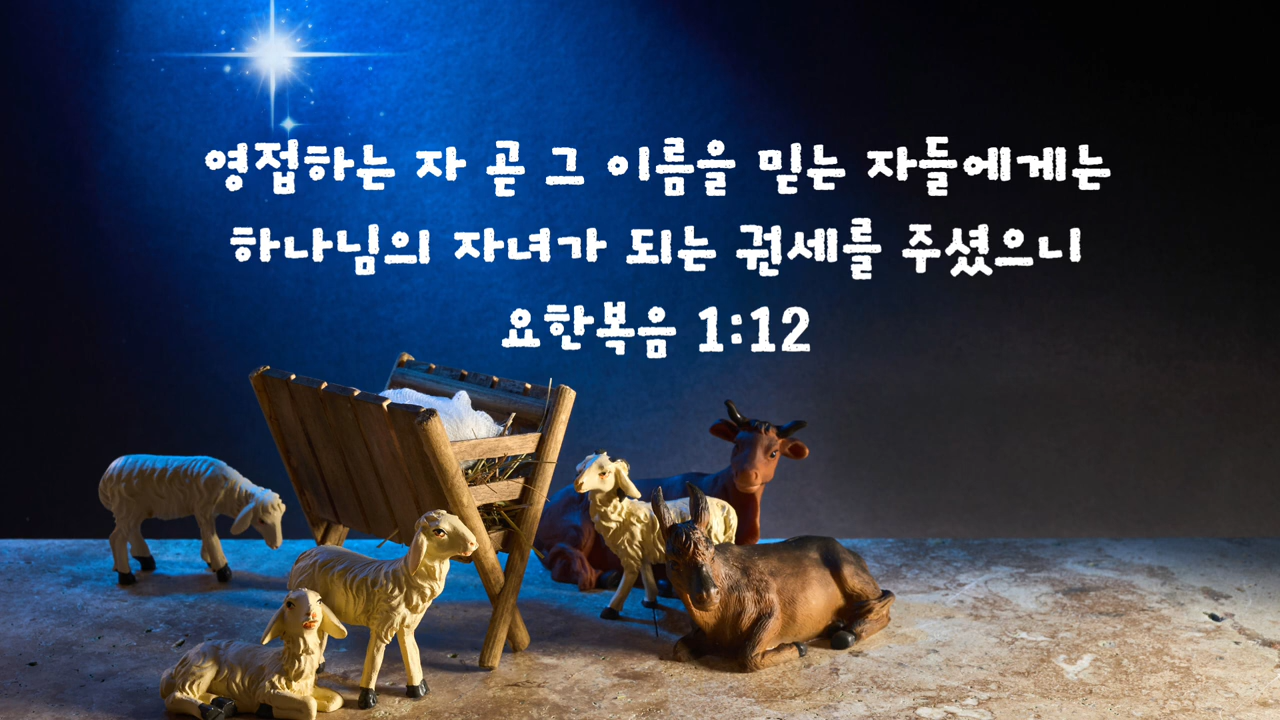 영접하는 자 곧 그 이름을 믿는 자들에게는
하나님의 자녀가 되는 권세를 주셨으니
요한복음 1:12